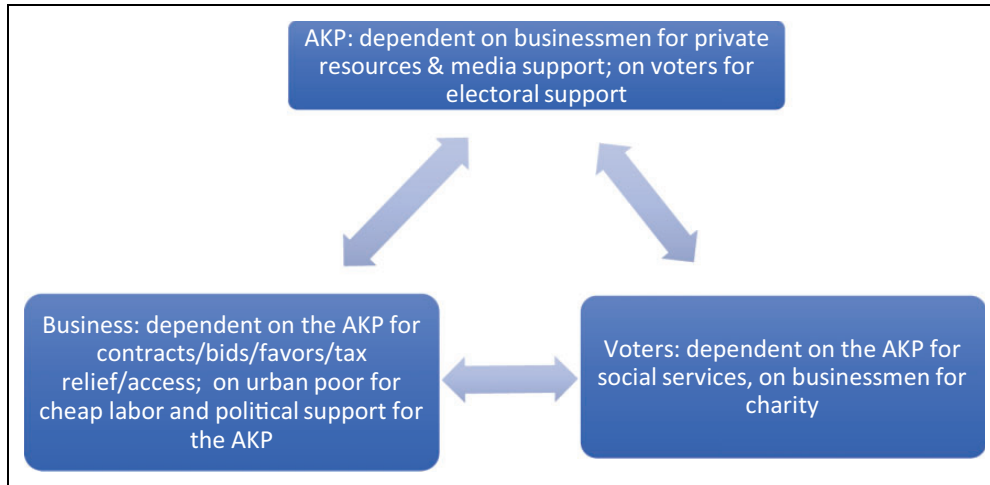 AKP: dependent on businessmen for private
resources & media support; on voters for
electoral support
Business: dependent on the AKP for
contracts/bids/favors/tax
relief/access;  on urban poor for
cheap labor and political support for
the AKP
Voters: dependent on the AKP for
social services, on businessmen for
charity